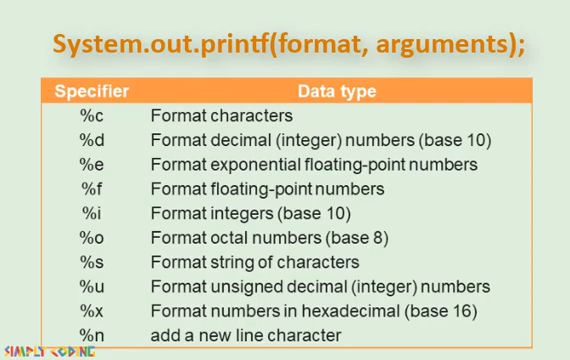 System.out.printf(format, arguments);
Specifier Data type
%c Format characters
%d Format decimal (integer) numbers (base 10)
%e Format exponential floating-point numbers
%f Format floating-point numbers
%i Format integers (base 10)
%o Format octal numbers (base 8)
%s Format string of characters
%u Format unsigned decimal (integer) numbers
%x Format numbers in hexadecimal (base 16)
%n add a new line character
SIMPLY CODING